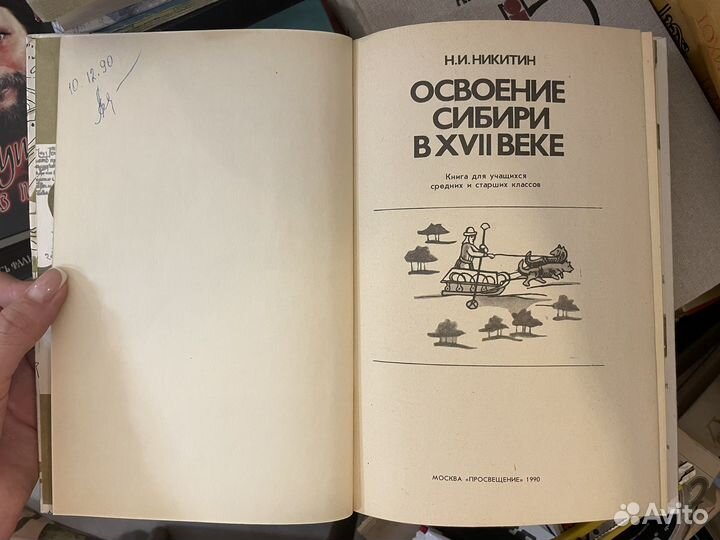 10.12.90
Н.И.НИКИТИН
ОСВОЕНИЕ
СИБИРИ
В XVII ВЕКЕ
Книга для учащихся
средних и старших классов
МОСКВА «ПРОСВЕЩЕНИЕ» 1990
Avito